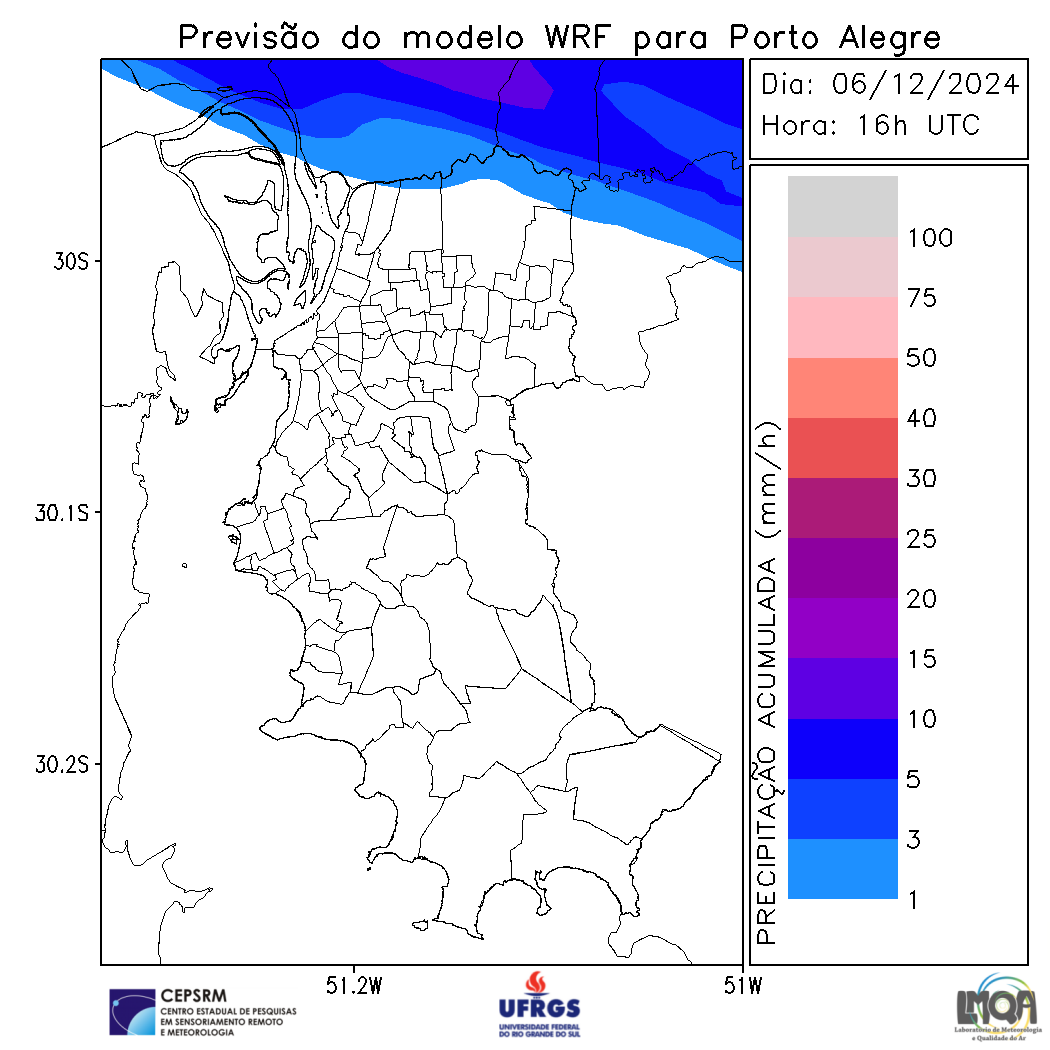 Previsão do modelo WRF para Porto Alegre
Dia: 06/12/2024
Hora: 16h UTC
30S
30.1S
30.2S
51.2W
51W
PRECIPITAÇÃO ACUMULADA (mm/h)
100
75
50
40
30
25
20
15
10
5
3
1
CEPSRM
CENTRO ESTADUAL DE PESQUISAS
EM SENSORIAMENTO REMOTO
E METEOROLOGIA
UFRGS
UNIVERSIDADE FEDERAL
DO RIO GRANDE DO SUL
LMQA
Laboratório de Meteorologia
e Qualidade do Ar